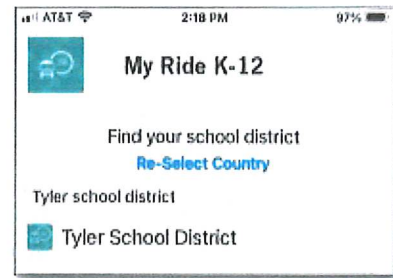 AT&T 2:18 PM 97%
My Ride K-12
Find your school district
Re-Select Country
Tyler school district
Tyler School District